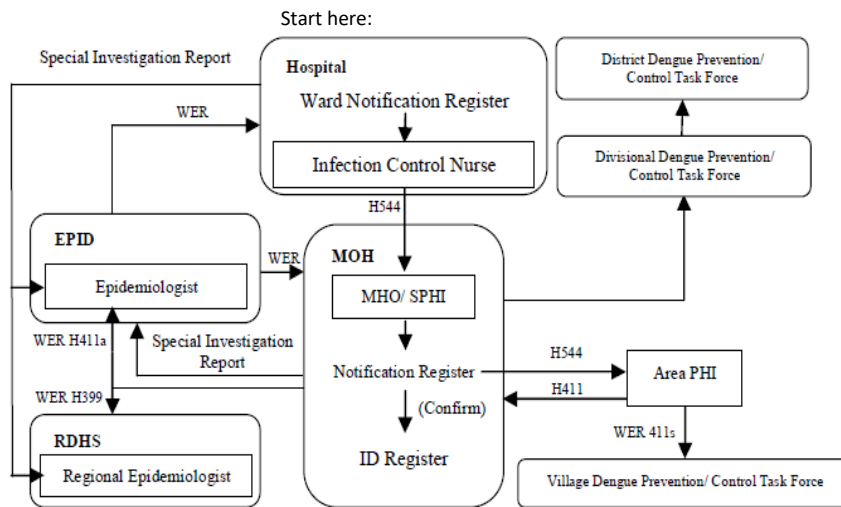 Start here:
Special Investigation Report
Hospital
Ward Notification Register
Infection Control Nurse
District Dengue Prevention/
Control Task Force
WER
Divisional Dengue Prevention/
Control Task Force
H544
EPID
Epidemiologist
WER
MOH
MHO/ SPHI
WER H411a
Special Investigation
Report
Notification Register
H544
H411
Area PHI
WER H399
(Confirm)
WER 411s
RDHS
Regional Epidemiologist
ID Register
Village Dengue Prevention/ Control Task Force